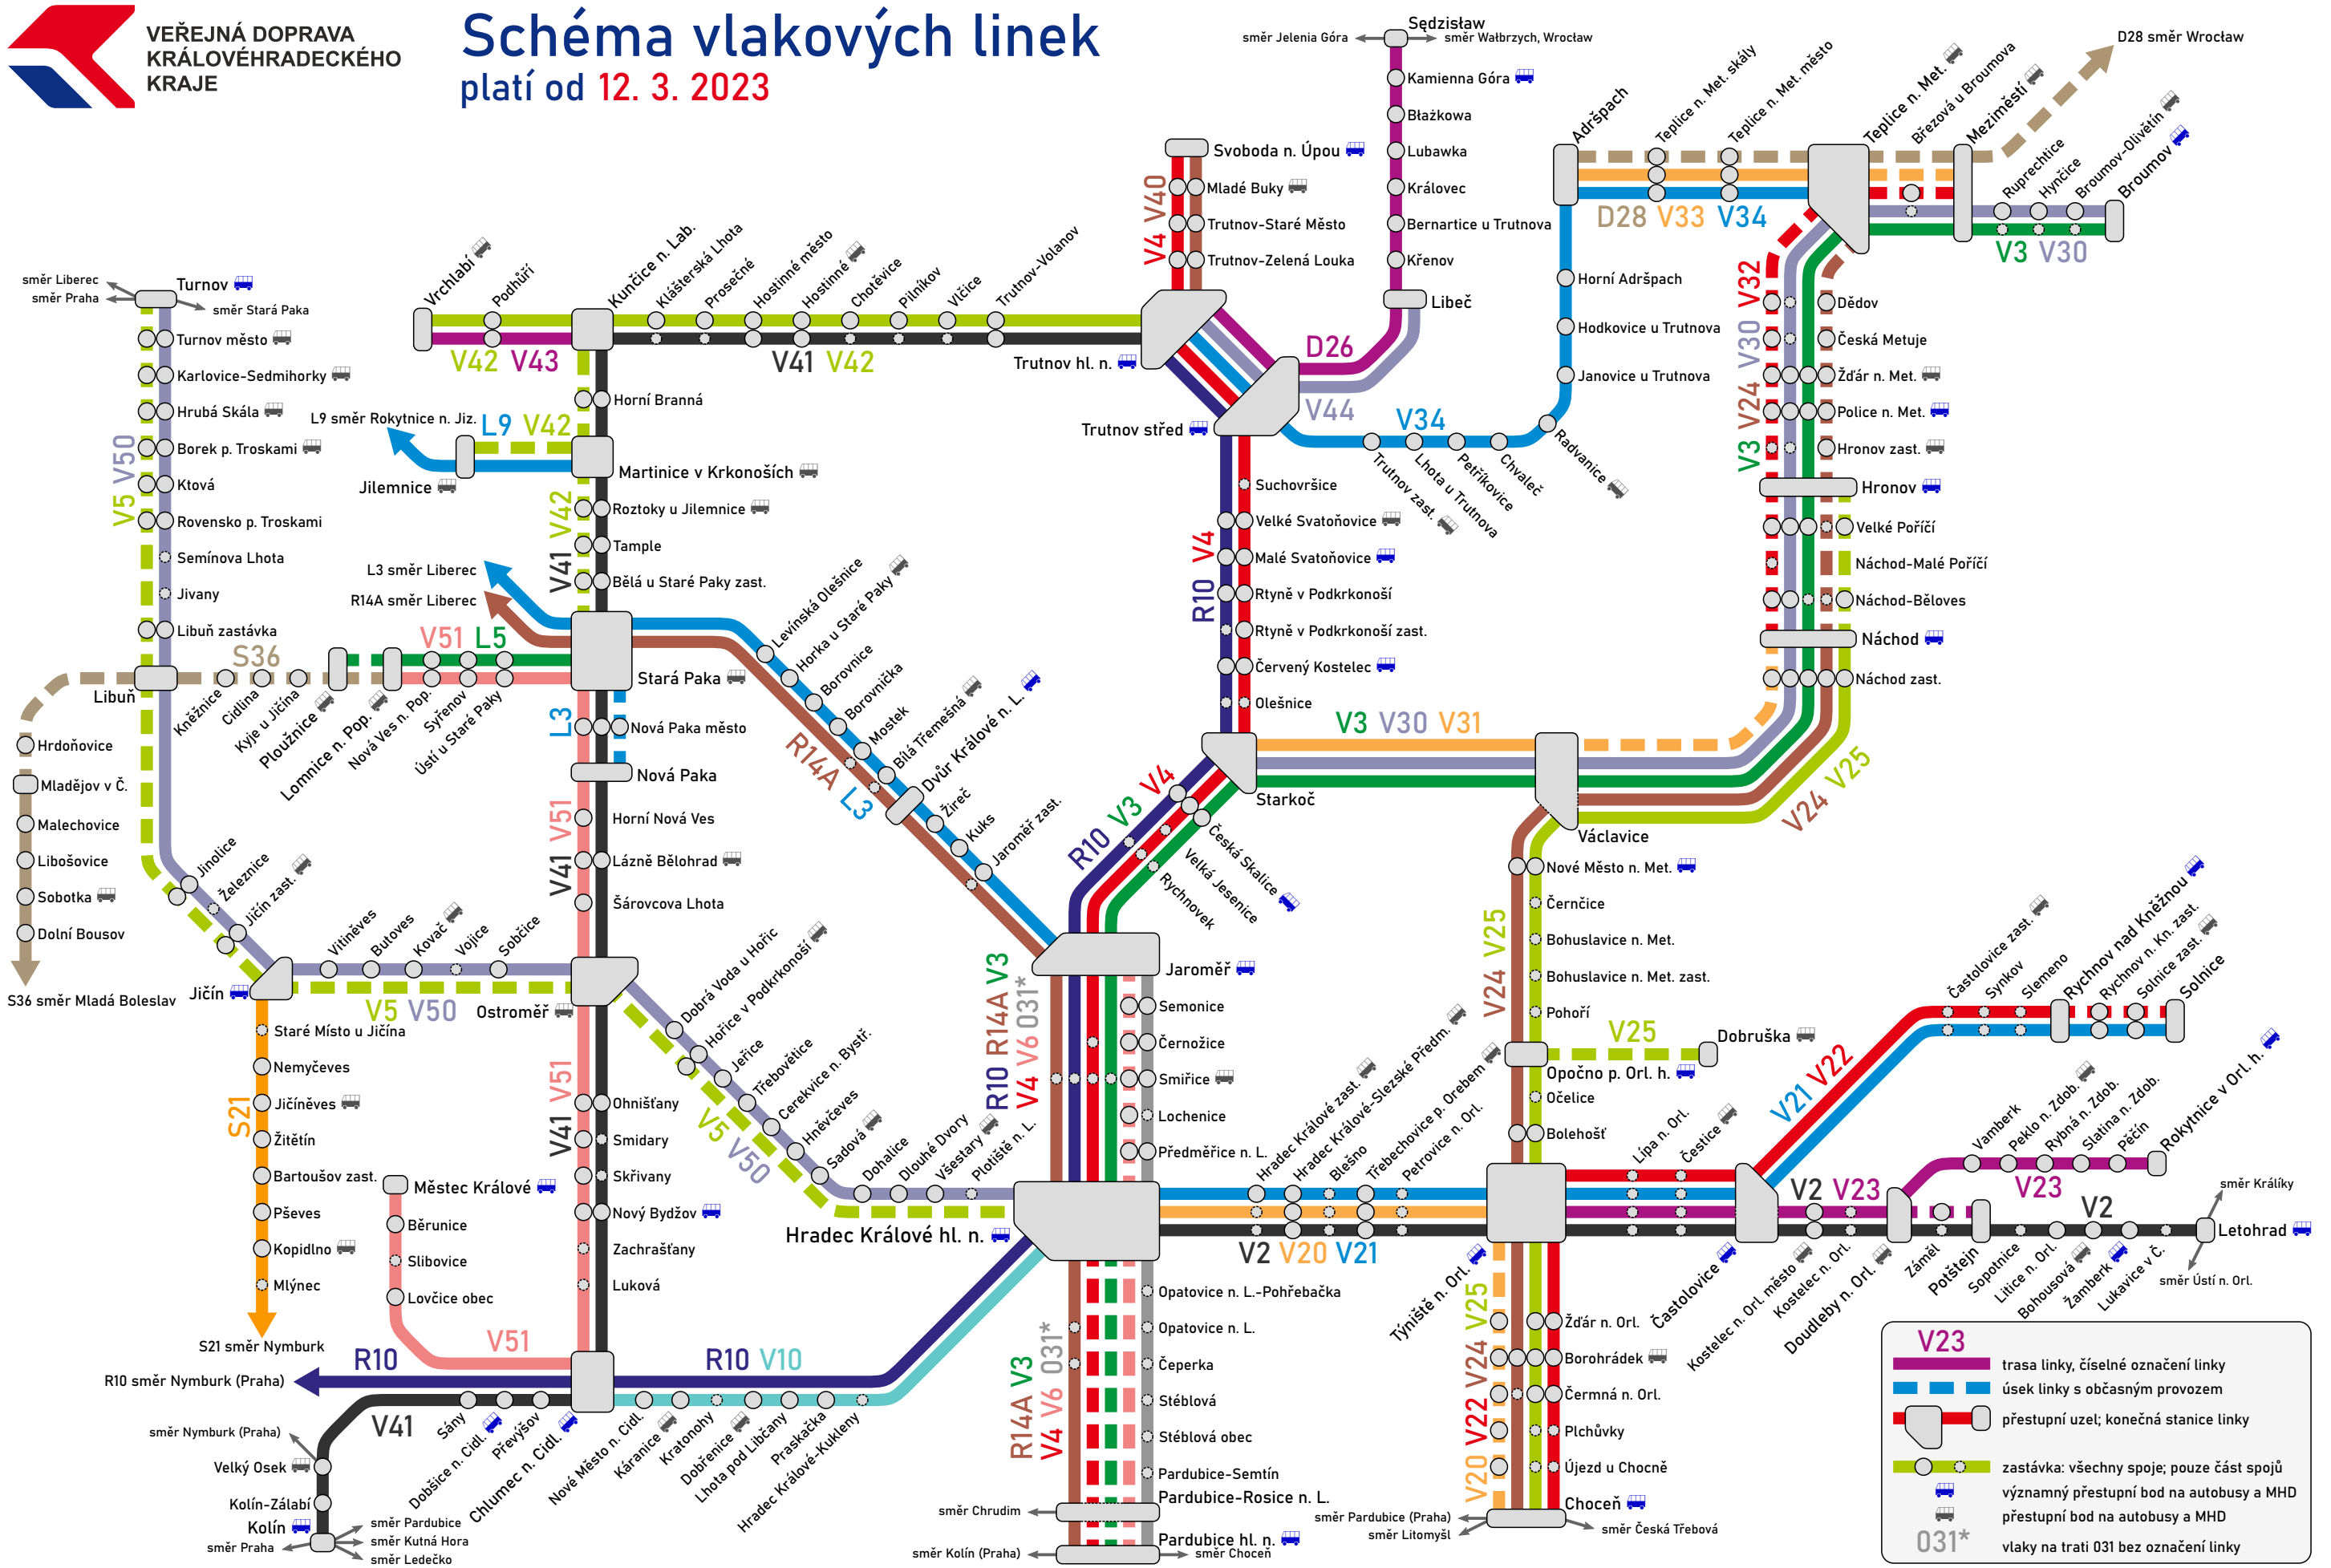 VEŘEJNÁ DOPRAVA
KRÁLOVÉHRADECKÉHO
KRAJE
Schéma vlakových linek
platí od 12. 3. 2023
Sędzisław
směr Jelenia Góra
směr Wałbrzych, Wrocław
Kamienna Góra
Błażkowa
Lubawka
Královec
Bernartice u Trutnova
Křenov
Libeč
D26
V44
Svoboda n. Úpou
Mladé Buky
Trutnov-Staré Město
Trutnov-Zelená Louka
V4 V40
Trutnov hl. n.
Trutnov střed
Adršpach
Teplice n. Met. skály
Teplice n. Met. město
Teplice n. Met.
Březová u Broumova
Meziměstí
D28 směr Wrocław
Ruprechtice
Hynčice
Broumov-Olivětín
Broumov
D28 V33 V34
V3 V30
Horní Adršpach
Hodkovice u Trutnova
Janovice u Trutnova
Radvanice
Chvaleč
Petříkovice
Lhota u Trutnova
Trutnov zast.
V34
V3 V24 V30 V32
Dědov
Česká Metuje
Žďár n. Met.
Police n. Met.
Hronov zast.
Hronov
Velké Poříčí
Náchod-Malé Poříčí
Náchod-Běloves
Náchod
Náchod zast.
V24 V25
V3 V30 V31
Starkoč
Václavice
Vrchlabí
Podhůří
Kunčice n. Lab.
Klášterská Lhota
Prosečné
Hostinné město
Hostinné
Chotěvice
Pilníkov
Vlčice
Trutnov-Volanov
V42 V43
V41 V42
Horní Branná
L9 směr Rokytnice n. Jiz.
L9 V42
Jilemnice
Martinice v Krkonoších
Roztoky u Jilemnice
Tample
Bělá u Staré Paky zast.
V41 V42
L3 směr Liberec
R14A směr Liberec
V51 L5
Stará Paka
směr Liberec
směr Praha
Turnov
směr Stará Paka
Turnov město
Karlovice-Sedmihorky
Hrubá Skála
Borek p. Troskami
Ktová
Rovensko p. Troskami
Semínova Lhota
Jivany
Libuň zastávka
V5 V50
Libuň
S36
Kněžnice
Cidlina
Kyje u Jičína
Ploužnice
Lomnice n. Pop.
Nová Ves n. Pop.
Syřenov
Ústí u Staré Paky
Hrdoňovice
Mladějov v Č.
Malechovice
Libošovice
Sobotka
Dolní Bousov
S36 směr Mladá Boleslav
Jinolice
Železnice
Jičín zast.
Jičín
Vitiněves
Butoves
Kovač
Vojice
Sobčice
V5 V50
Ostroměř
L3
Nová Paka město
Nová Paka
Horní Nová Ves
Lázně Bělohrad
Šárovcova Lhota
V41 V51
Levínská Olešnice
Horka u Staré Paky
Borovnice
Borovnička
Mostek
Bílá Třemešná
Dvůr Králové n. L.
Žireč
Kuks
Jaroměř zast.
R14A L3
Suchovršice
Velké Svatoňovice
Malé Svatoňovice
Rtyně v Podkrkonoší
Rtyně v Podkrkonoší zast.
Červený Kostelec
Olešnice
R10 V4
R10 V3 V4
Česká Skalice
Velká Jesenice
Rychnovek
Jaroměř
Semonice
Černožice
Smiřice
Lochenice
Předměřice n. L.
R10 R14A V3
V4 V6 031*
Staré Místo u Jičína
Nemyčeves
Jičíněves
Žitětín
Bartoušov zast.
Pševes
Kopidlno
Mlýnec
S21
S21 směr Nymburk
Ohnišťany
Smidary
Skřivany
Nový Bydžov
Zachrašťany
Luková
V41 V51
Městec Králové
Běrunice
Slibovice
Lovčice obec
V51
Dobrá Voda u Hořic
Hořice v Podkrkonoší
Jeřice
Třebovětice
Cerekvice n. Bystř.
Hněvčeves
Sadová
Dohalice
Dlouhé Dvory
Všestary
Plotiště n. L.
V5 V50
Hradec Králové hl. n.
R10
R10 V10
R10 směr Nymburk (Praha)
V41
Sány
Dobšice n. Cidl.
Převýšov
Chlumec n. Cidl.
Nové Město n. Cidl.
Káranice
Kratonohy
Dobřenice
Lhota pod Libčany
Praskačka
Hradec Králové-Kukleny
směr Nymburk (Praha)
Velký Osek
Kolín-Zálabí
Kolín
směr Praha
směr Pardubice
směr Kutná Hora
směr Ledečko
Opatovice n. L.-Pohřebačka
Opatovice n. L.
Čeperka
Stéblová
Stéblová obec
Pardubice-Semtín
Pardubice-Rosice n. L.
Pardubice hl. n.
R14A V3
V4 V6 031*
směr Chrudim
směr Kolín (Praha)
směr Choceň
Nové Město n. Met.
Černčice
Bohuslavice n. Met.
Bohuslavice n. Met. zast.
Pohoří
V24 V25
V25
Dobruška
Opočno p. Orl. h.
Očelice
Bolehošť
Hradec Králové zast.
Hradec Králové-Slezské Předm.
Blešno
Třebechovice p. Orebem
Petrovice n. Orl.
V2 V20 V21
Týniště n. Orl.
Lípa n. Orl.
Čestice
Častolovice
V21 V22
Častolovice zast.
Synkov
Slemeno
Rychnov nad Kněžnou
Rychnov n. Kn. zast.
Solnice zast.
Solnice
V2 V23
Kostelec n. Orl. město
Kostelec n. Orl.
Doudleby n. Orl.
Vamberk
Peklo n. Zdob.
Rybná n. Zdob.
Slatina n. Zdob.
Pěčín
Rokytnice v Orl. h.
V23
V2
Záměl
Potštejn
Sopotnice
Litice n. Orl.
Bohousová
Žamberk
Lukavice v Č.
Letohrad
směr Králíky
směr Ústí n. Orl.
V20 V22 V24 V25
Žďár n. Orl.
Borohrádek
Čermná n. Orl.
Plchůvky
Újezd u Chocně
Choceň
směr Pardubice (Praha)
směr Litomyšl
směr Česká Třebová
V23
trasa linky, číselné označení linky
úsek linky s občasným provozem
přestupní uzel; konečná stanice linky
zastávka: všechny spoje; pouze část spojů
významný přestupní bod na autobusy a MHD
přestupní bod na autobusy a MHD
031* vlaky na trati 031 bez označení linky